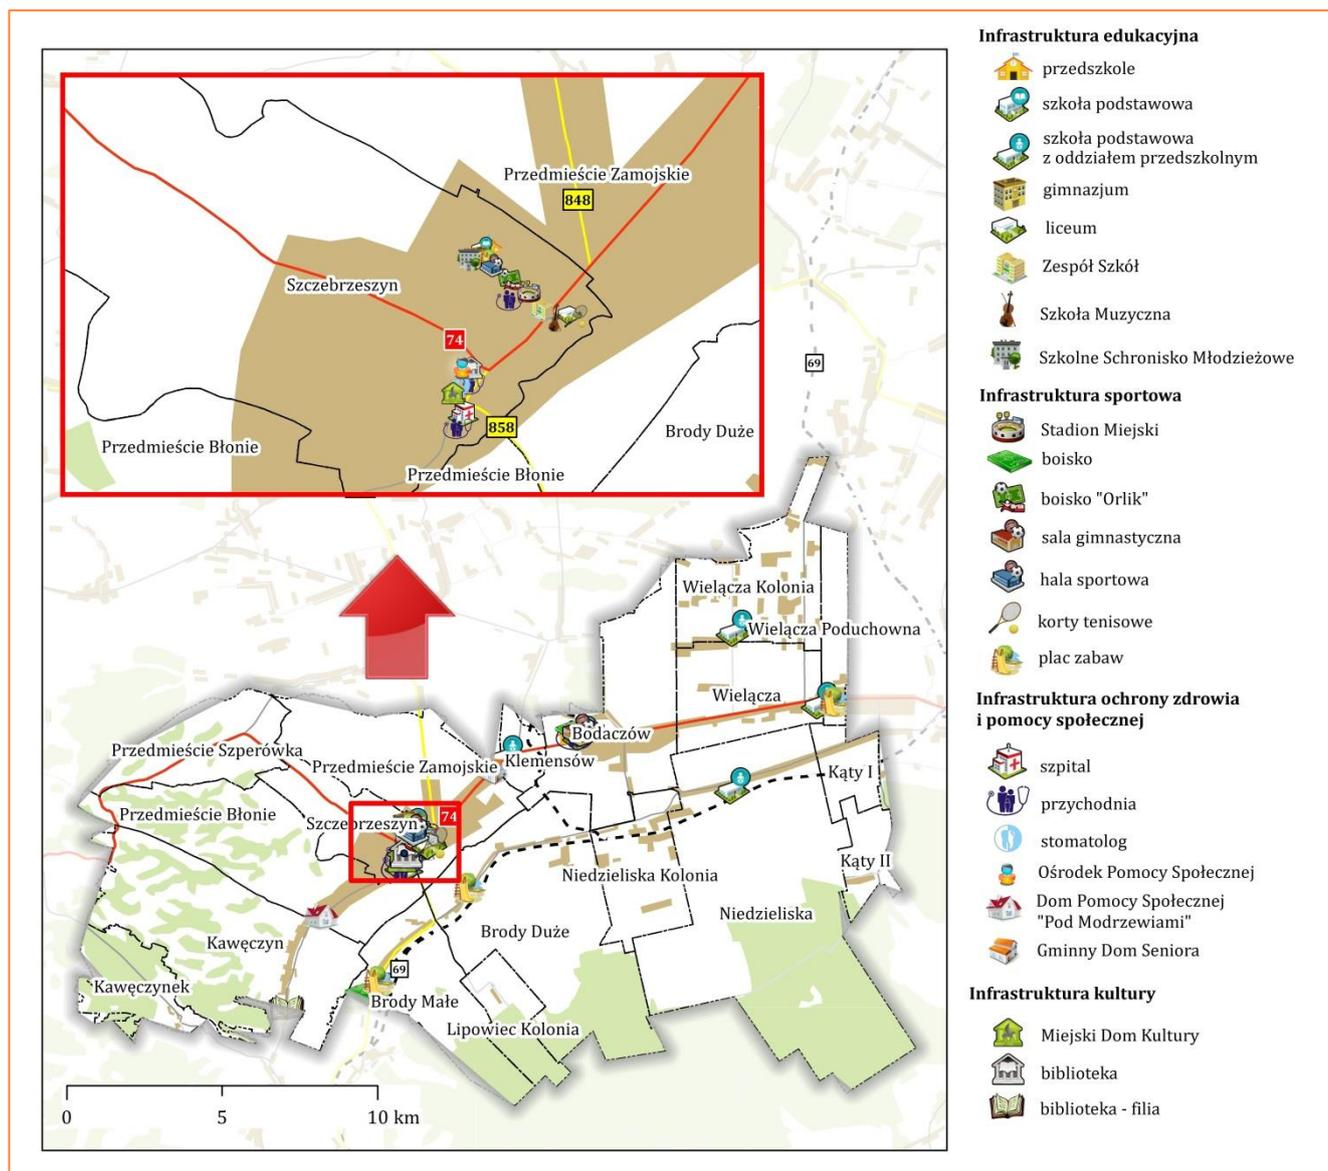 Przedmieście Zamojskie
848
Szczebrzeszyn
74
858
Przedmieście Błonie
Przedmieście Błonie
Brody Duże
69
Wielącza Kolonia
Wielącza Poduchowna
Wielącza
Bodaczów
Klemensów
Kąty I
Przedmieście Szperówka
Przedmieście Zamojskie
Przedmieście Błonie
Szczebrzeszyn
74
Kąty II
Niedzieliska Kolonia
Niedzieliska
Brody Duże
Kawęczyn
69
Kawęczynek
Brody Małe
Lipowiec Kolonia
0
5
10 km
Infrastruktura edukacyjna
przedszkole
szkoła podstawowa
szkoła podstawowa
z oddziałem przedszkolnym
gimnazjum
liceum
Zespół Szkół
Szkoła Muzyczna
Szkolne Schronisko Młodzieżowe
Infrastruktura sportowa
Stadion Miejski
boisko
boisko "Orlik"
sala gimnastyczna
hala sportowa
korty tenisowe
plac zabaw
Infrastruktura ochrony zdrowia
i pomocy społecznej
szpital
przychodnia
stomatolog
Ośrodek Pomocy Społecznej
Dom Pomocy Społecznej
"Pod Modrzewiami"
Gminny Dom Seniora
Infrastruktura kultury
Miejski Dom Kultury
biblioteka
biblioteka - filia